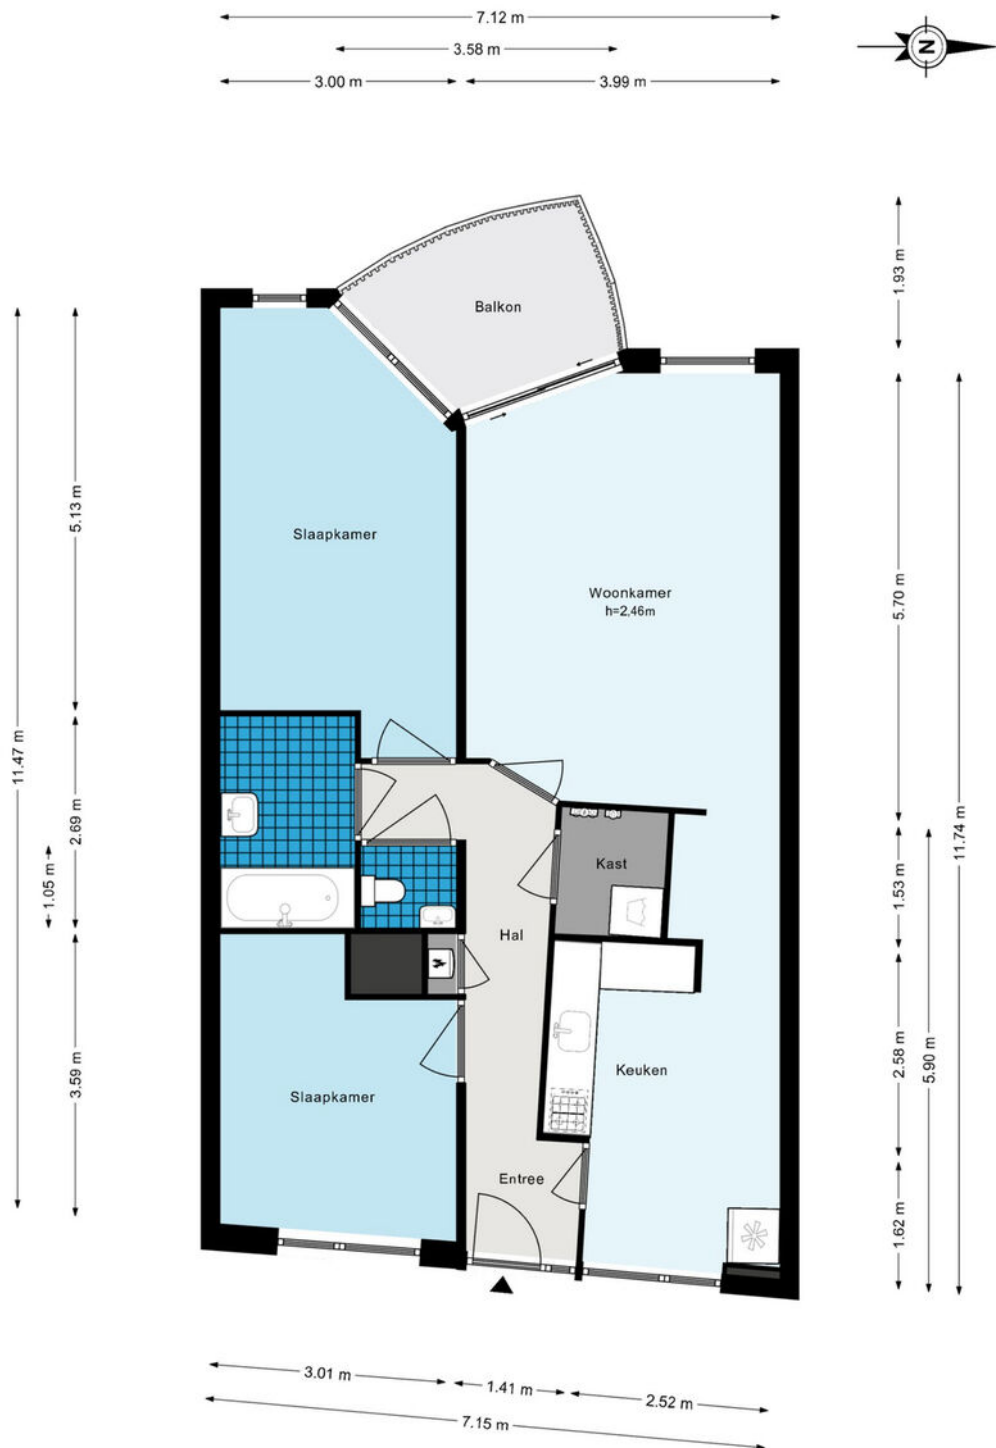 7.12 m
3.58 m
3.00 m
3.99 m
N
1.93 m
Balkon
5.13 m
Slaapkamer
Woonkamer
h=2.46m
5.70 m
11.47 m
11.74 m
2.69 m
1.05 m
Kast
1.53 m
Hal
3.59 m
Slaapkamer
Keuken
2.58 m
5.90 m
Entree
1.62 m
3.01 m
1.41 m
2.52 m
7.15 m